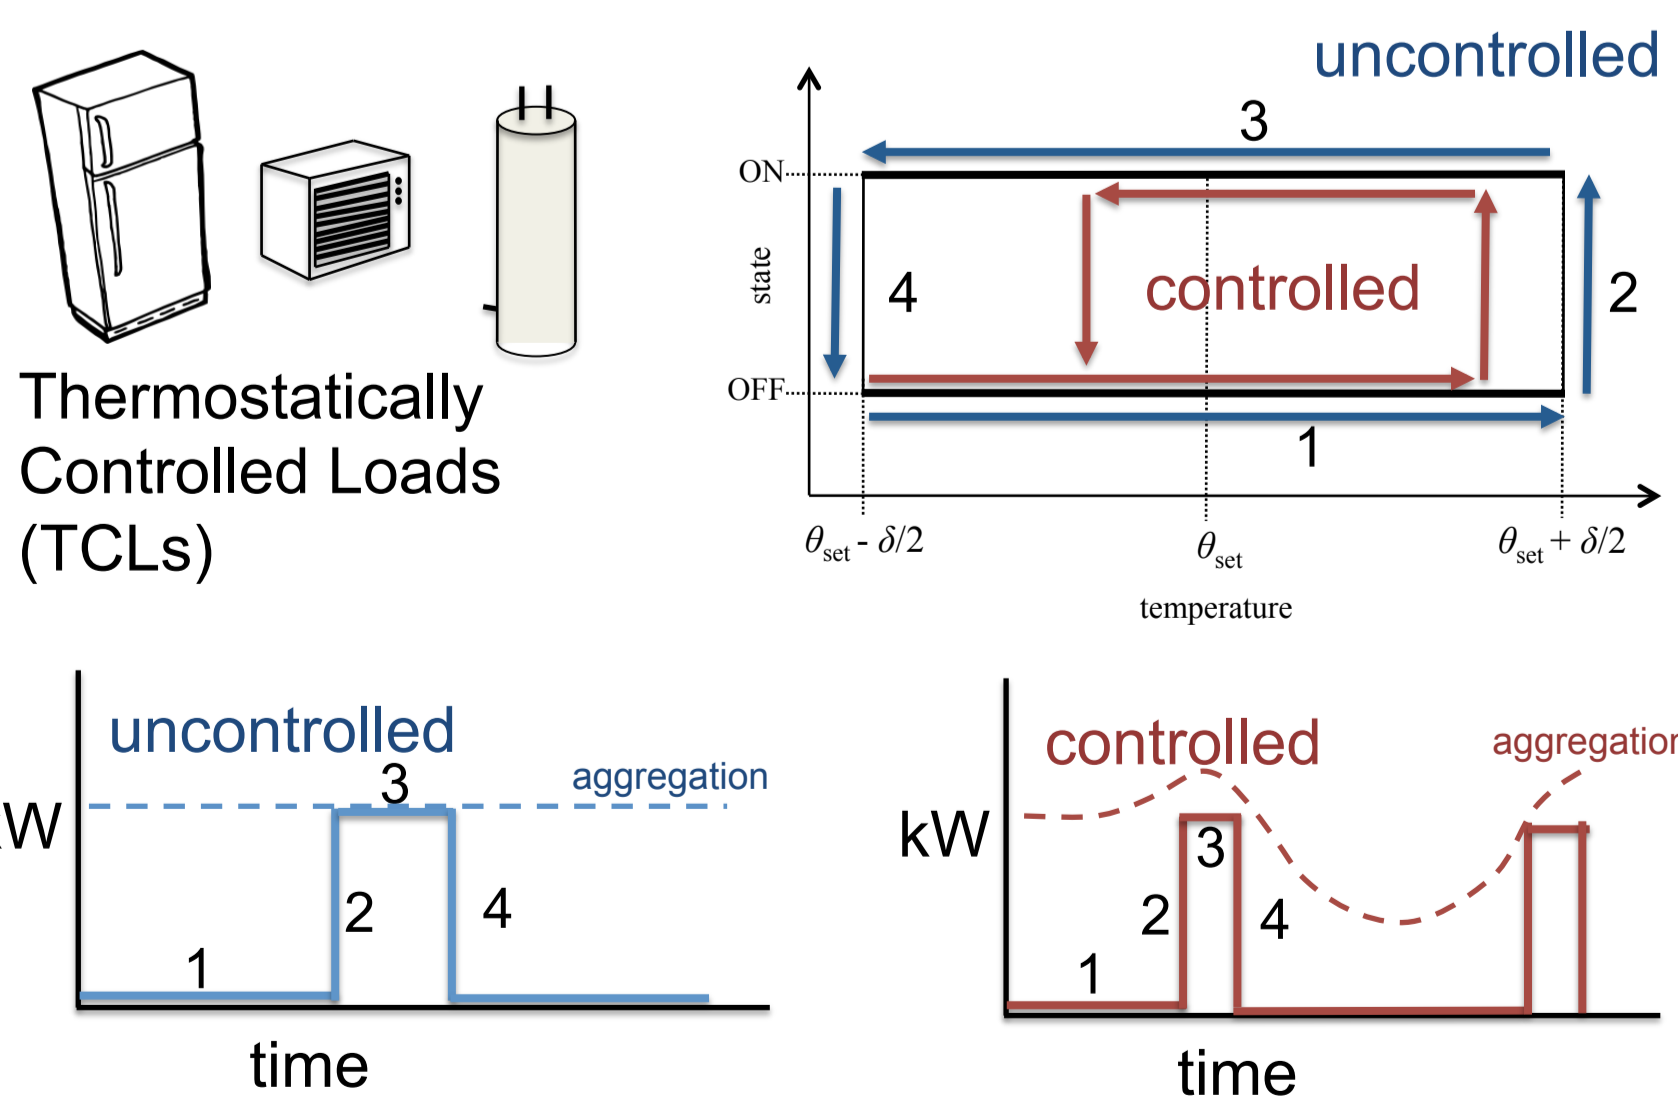 Thermostatically
Controlled Loads
(TCLs)
uncontrolled
3
ON
state
4
controlled
2
OFF
1
θset - δ/2
θset
θset + δ/2
temperature
uncontrolled
3
aggregation
W
2
4
1
time
controlled
aggregation
kW
3
2
4
1
time